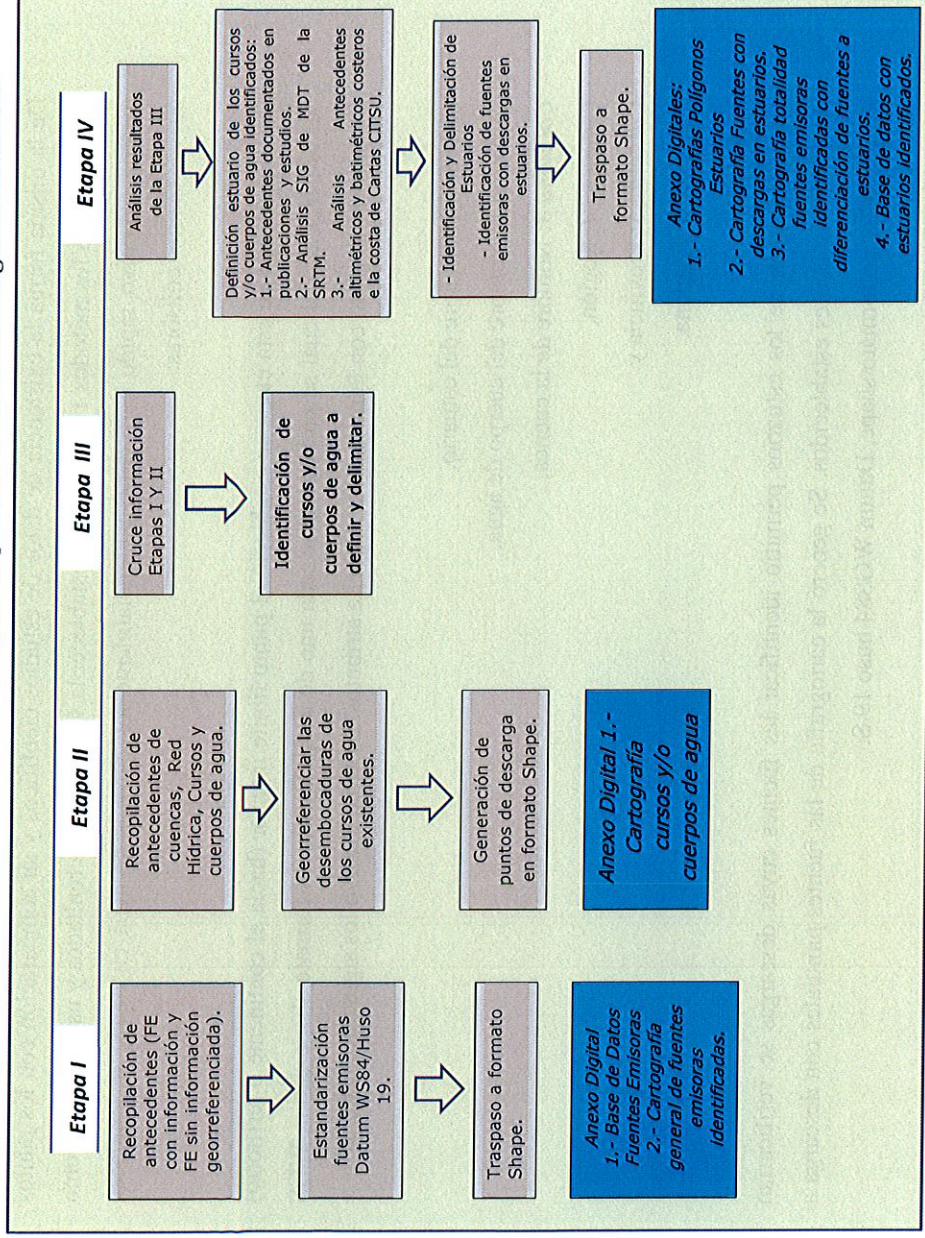 Etapa I
Recopilación de
antecedentes (FE
con información y
FE sin información
georreferenciada).
Estandarización
fuentes emisoras
Datum WS84/Huso
19.
Traspaso a formato
Shape.
Anexo Digital
1.- Base de Datos
Fuentes Emisoras
2.- Cartografía
general de fuentes
emisoras
identificadas.
Etapa II
Recopilación de
antecedentes de
cuencas, Red
Hídrica, Cursos y
cuerpos de agua.
Georreferenciar las
desembocaduras de
los cursos de agua
existentes.
Generación de
puntos de descarga
en formato Shape.
Anexo Digital 1.-
Cartografía
cursos y/o
cuerpos de agua
Etapa III
Cruce información
Etapas I Y II
Identificación de
cursos y/o
cuerpos de agua a
definir y delimitar.
Etapa IV
Análisis resultados
de la Etapa III
Definición estuario de los cursos
y/o cuerpos de agua identificados:
1.- Antecedentes documentados en
publicaciones y estudios.
2.- Análisis SIG de MDT de la
SRTM.
3.- Análisis Antecedentes
altimétricos y batimétricos costeros
e la costa de Cartas CITSU.
- Identificación y Delimitación de
Estuarios
- Identificación de fuentes
emisoras con descargas en
estuarios.
Traspaso a
formato Shape.
Anexo Digitales:
1.- Cartografías Polígonos
Estuarios
2.- Cartografía Fuentes con
descargas en estuarios.
3.- Cartografía totalidad
fuentes emisoras
identificadas con
diferenciación de fuentes a
estuarios.
4.- Base de datos con
estuarios identificados.